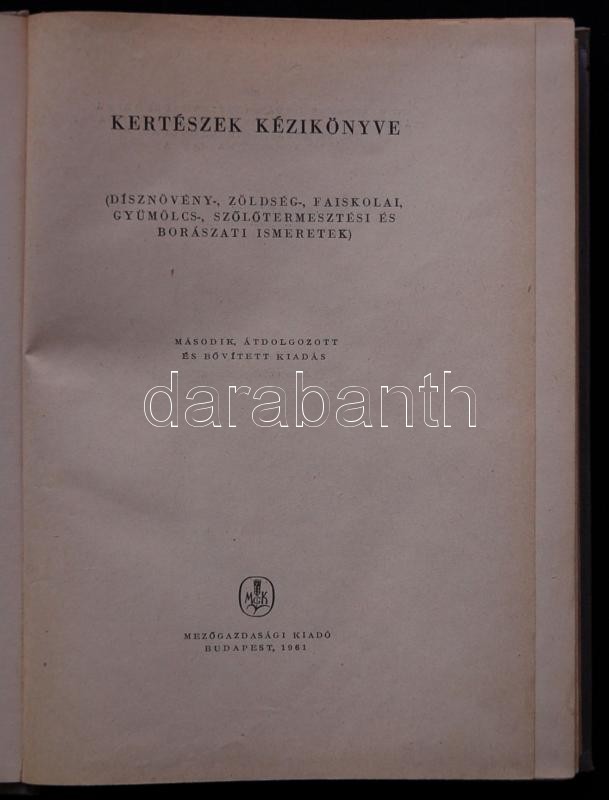 KERTÉSZEK KÉZIKÖNYVE
(DÍSZNÖVÉNY-, ZÖLDSÉG-, FAISKOLAI,
GYÜMÖLCS-, SZŐLŐTERMESZTÉSI ÉS
BORÁSZATI ISMERETEK)
MÁSODIK, ÁTDOLGOZOTT
ÉS BŐVÍTETT KIADÁS
darabanth
MGK
MEZŐGAZDASÁGI KIADÓ
BUDAPEST, 1961